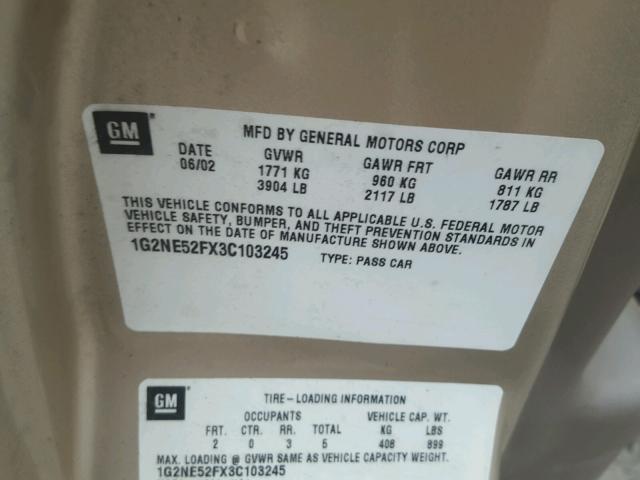 GM
MFD BY GENERAL MOTORS CORP
DATE GVWR GAWR FRT GAWR RR
06/02 1771 KG 960 KG 811 KG
3904 LB 2117 LB 1787 LB
THIS VEHICLE CONFORMS TO ALL APPLICABLE U.S. FEDERAL MOTOR
VEHICLE SAFETY, BUMPER, AND THEFT PREVENTION STANDARDS IN
EFFECT ON THE DATE OF MANUFACTURE SHOWN ABOVE.
1G2NE52FX3C103245 TYPE: PASS CAR
GM
TIRE-LOADING INFORMATION
OCCUPANTS VEHICLE CAP. WT.
FRT. CTR. RR. TOTAL KG LBS
2 0 3 5 408 899
MAX. LOADING @ GVWR SAME AS VEHICLE CAPACITY WEIGHT.
1G2NE52FX3C103245